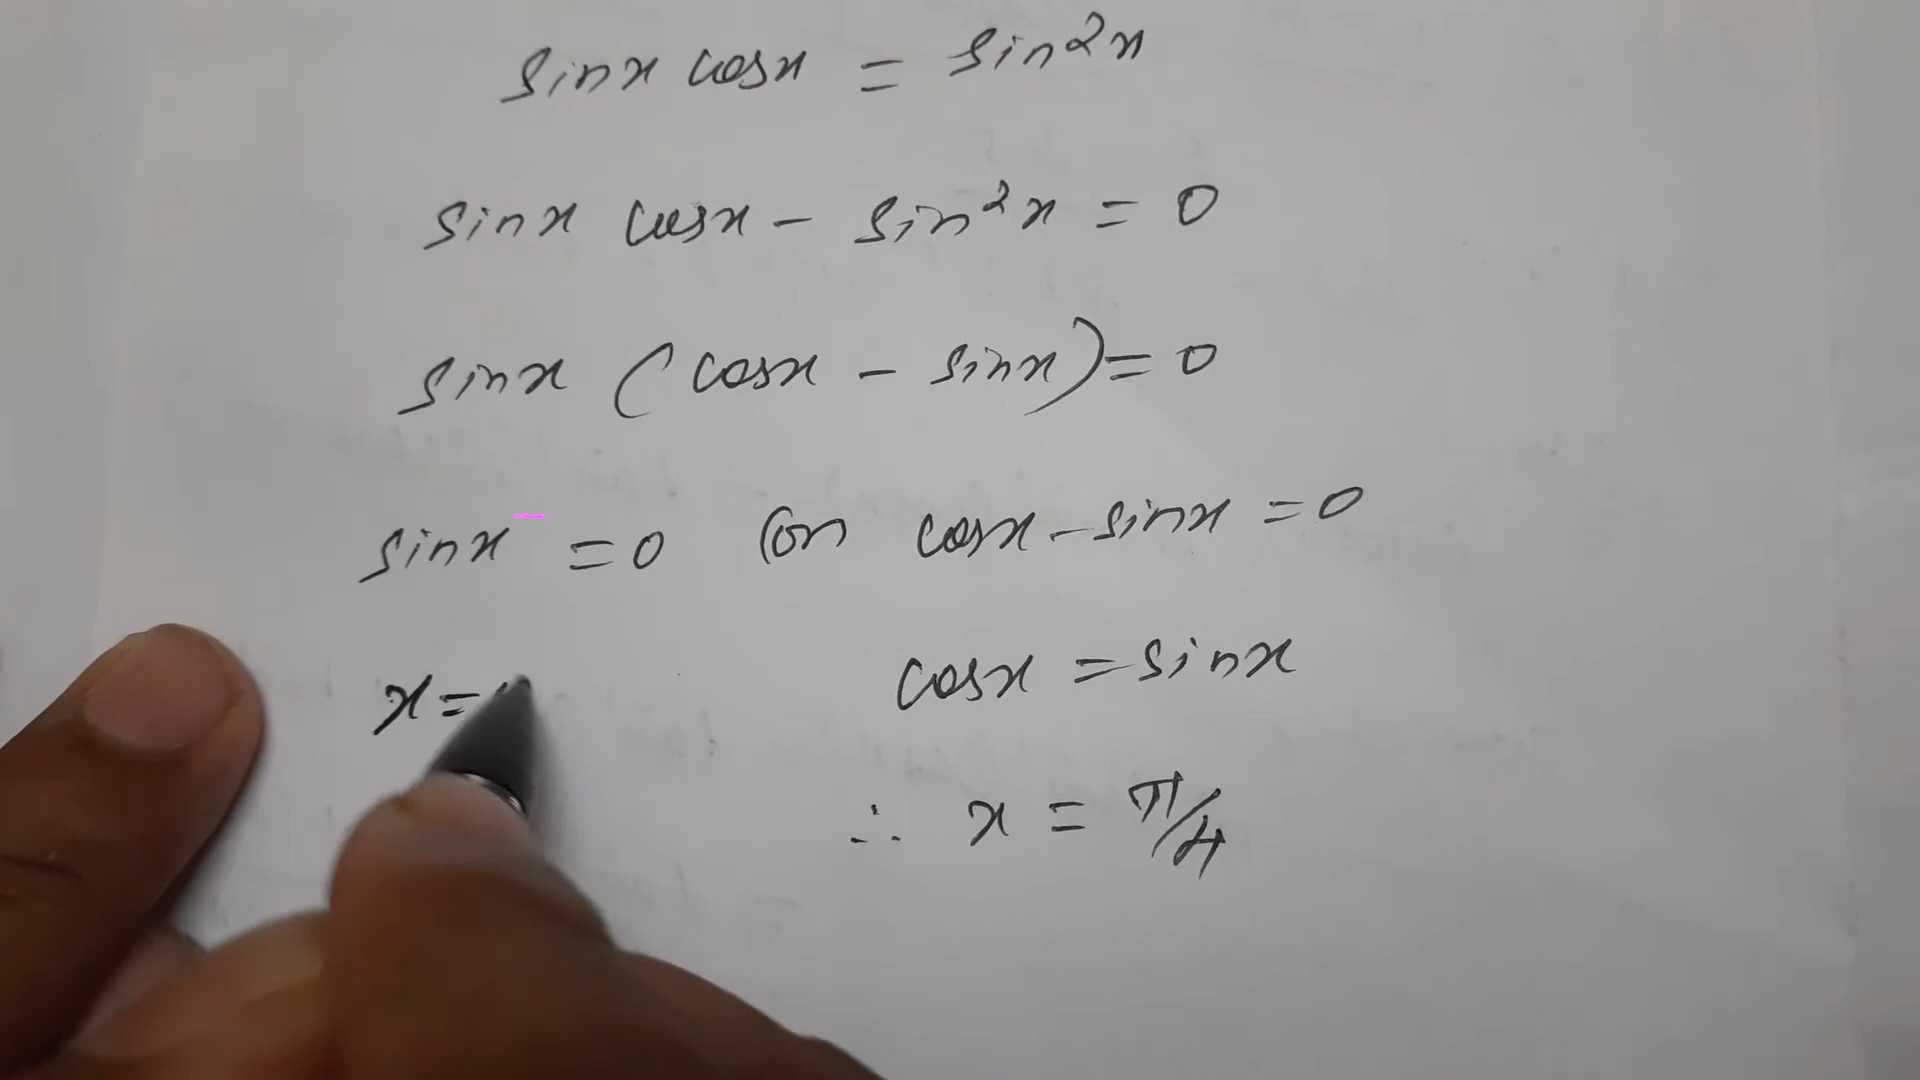 sinx cosx = sin²x
sinx cosx - sin²x = 0
sinx (cosx - sinx) = 0
sinx = 0 (or) cosx - sinx = 0
x = cosx = sinx
∴ x = π/4